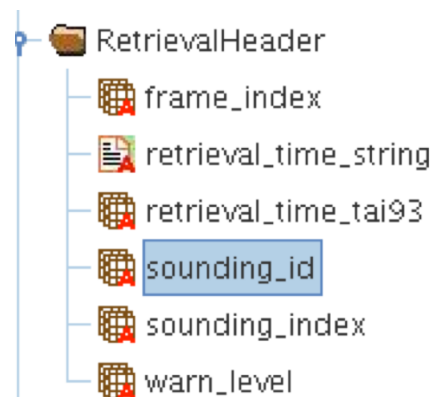 RetrievalHeader
frame_index
retrieval_time_string
retrieval_time_tai93
sounding_id
sounding_index
warn_level